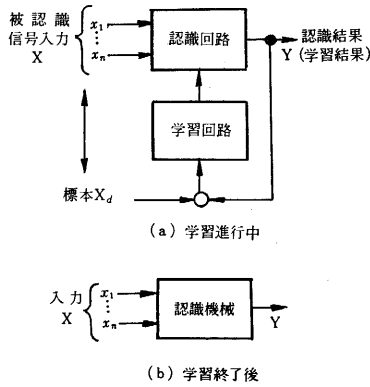 被認識
信号入力
X
x₁
⋮
xₙ
認識回路
認識結果
Y (学習結果)
学習回路
標本X_d
(a) 学習進行中
入力
X
x₁
⋮
xₙ
認識機械
Y
(b) 学習終了後